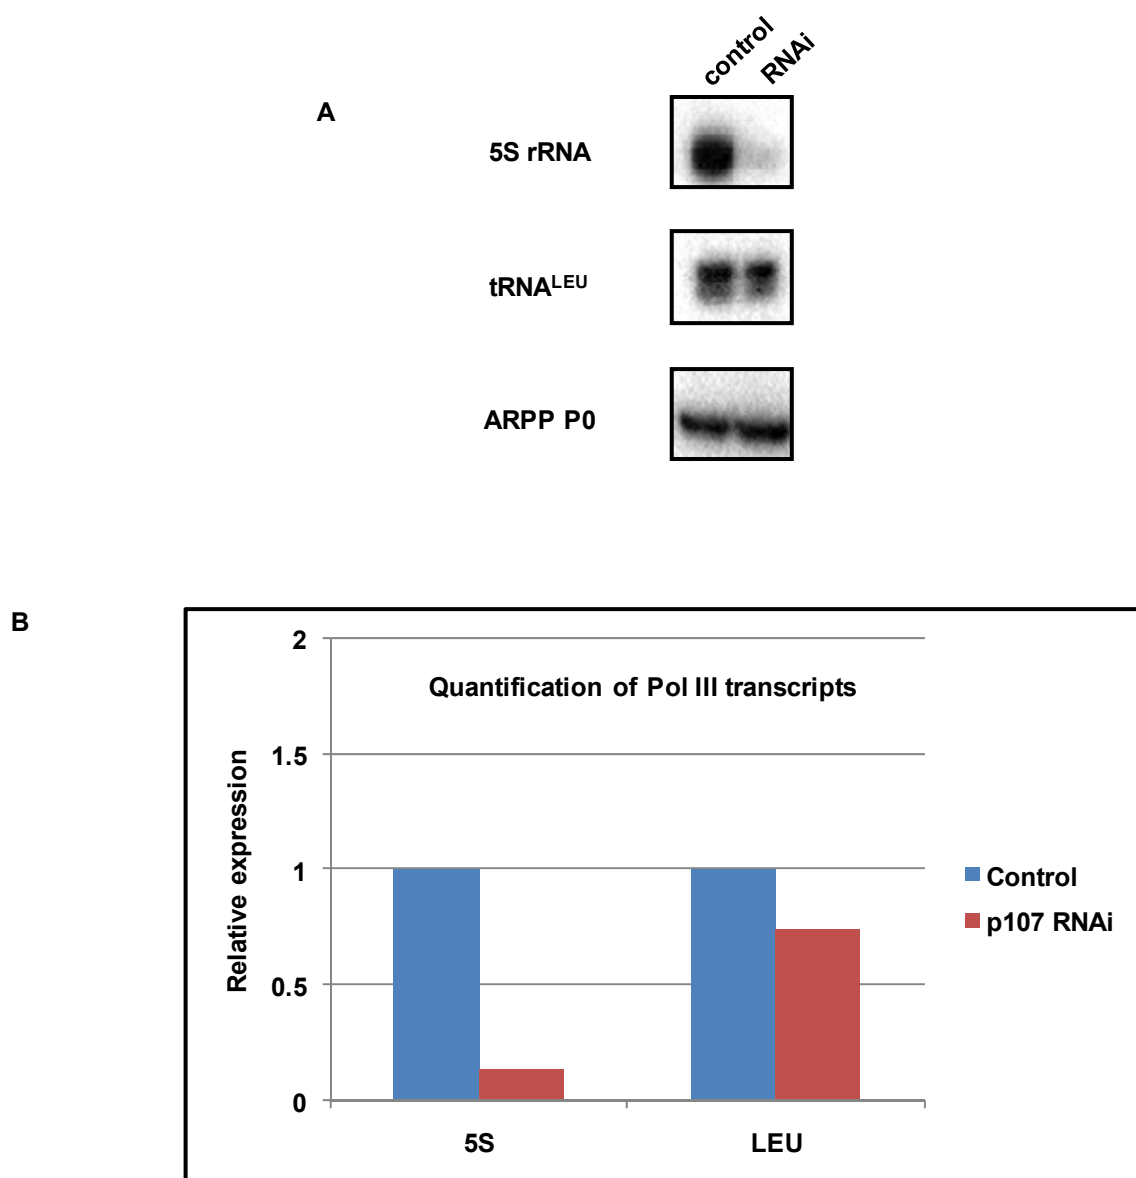 control
RNAi
A
5S rRNA
tRNALEU
ARPP P0
B
Quantification of Pol III transcripts
Relative expression
2
1.5
1
0.5
0
5S
LEU
Control
p107 RNAi